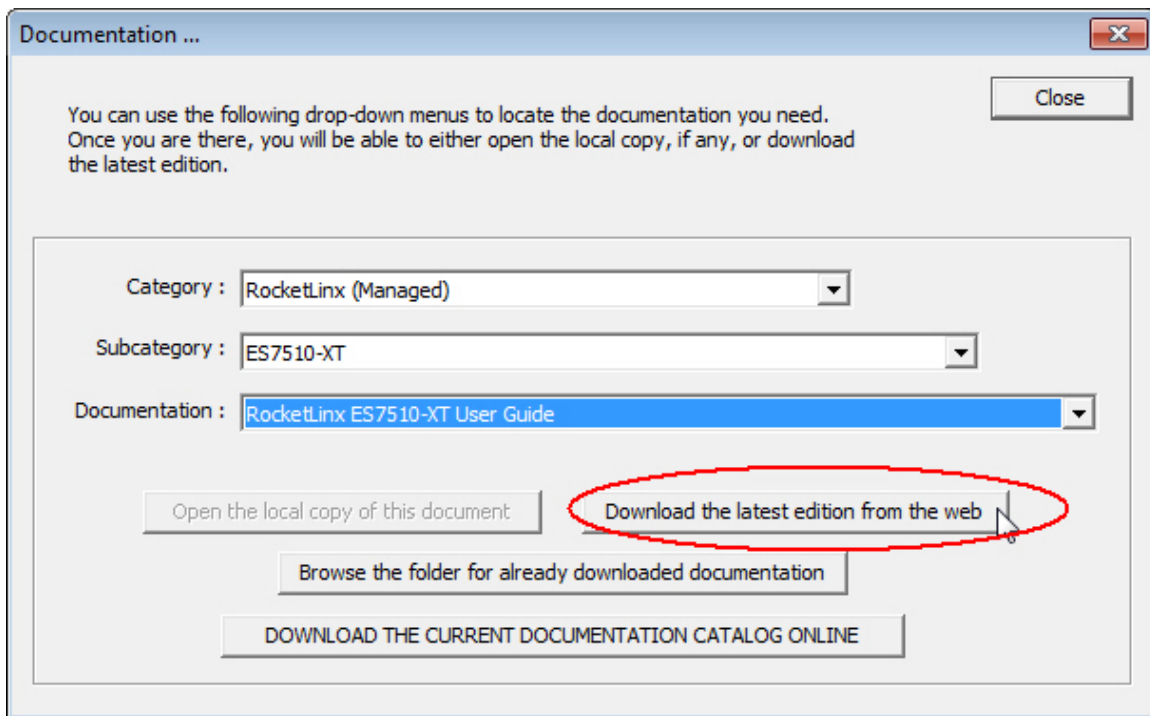 Documentation ...
Close
You can use the following drop-down menus to locate the documentation you need.
Once you are there, you will be able to either open the local copy, if any, or download
the latest edition.
Category : RocketLinx (Managed)
Subcategory : ES7510-XT
Documentation : RocketLinx ES7510-XT User Guide
Open the local copy of this document Download the latest edition from the web
Browse the folder for already downloaded documentation
DOWNLOAD THE CURRENT DOCUMENTATION CATALOG ONLINE